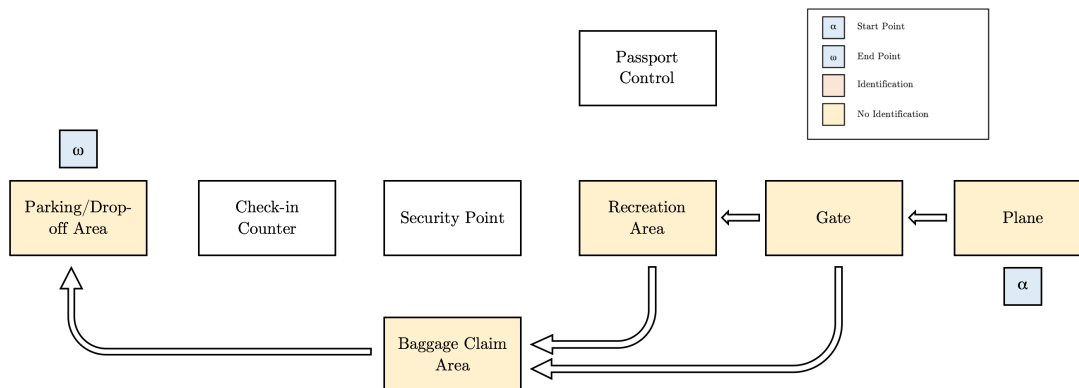 Passport
Control
α Start Point
ω End Point
Identification
No Identification
ω
Parking/Drop-
off Area
Check-in
Counter
Security Point
Recreation
Area
Gate
Plane
α
Baggage Claim
Area